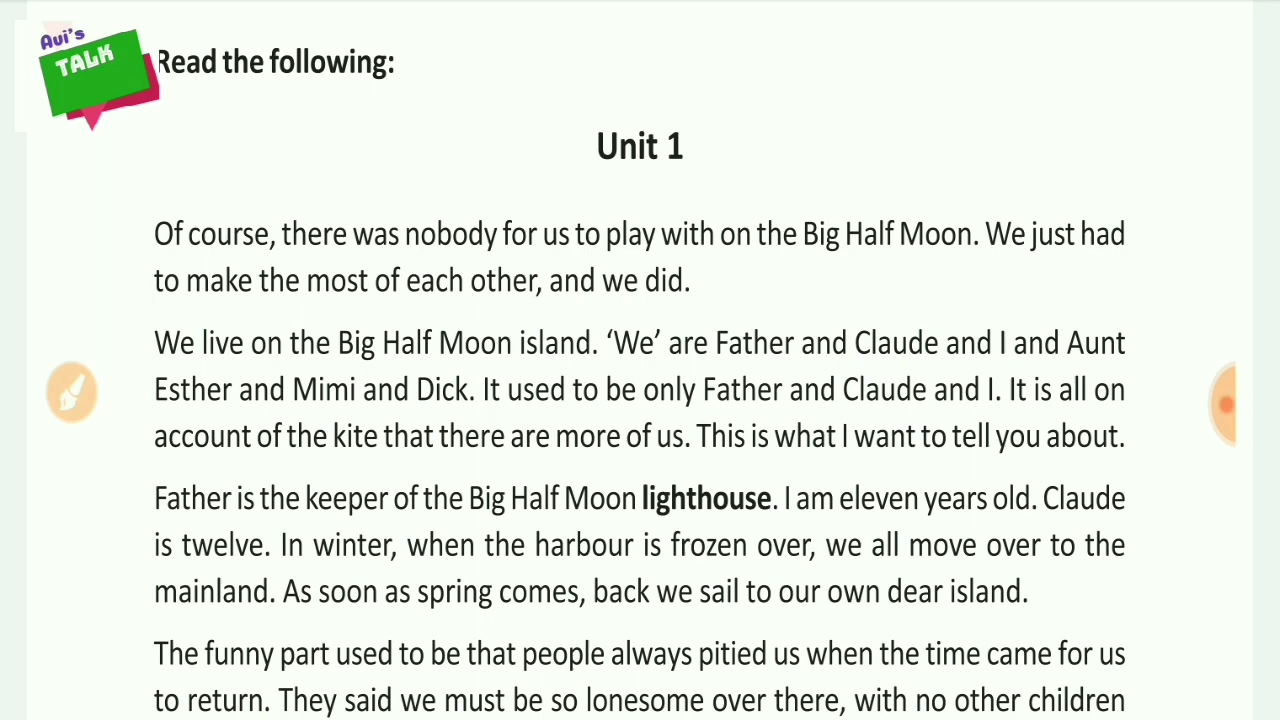 Avi's
TALK
Read the following:
Unit 1
Of course, there was nobody for us to play with on the Big Half Moon. We just had
to make the most of each other, and we did.
We live on the Big Half Moon island. ‘We’ are Father and Claude and I and Aunt
Esther and Mimi and Dick. It used to be only Father and Claude and I. It is all on
account of the kite that there are more of us. This is what I want to tell you about.
Father is the keeper of the Big Half Moon lighthouse. I am eleven years old. Claude
is twelve. In winter, when the harbour is frozen over, we all move over to the
mainland. As soon as spring comes, back we sail to our own dear island.
The funny part used to be that people always pitied us when the time came for us
to return. They said we must be so lonesome over there, with no other children